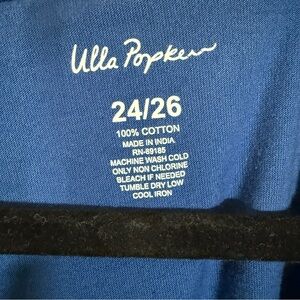 Ulla Popken
24/26
100% COTTON
MADE IN INDIA
RN-89185
MACHINE WASH COLD
ONLY NON CHLORINE
BLEACH IF NEEDED
TUMBLE DRY LOW
COOL IRON